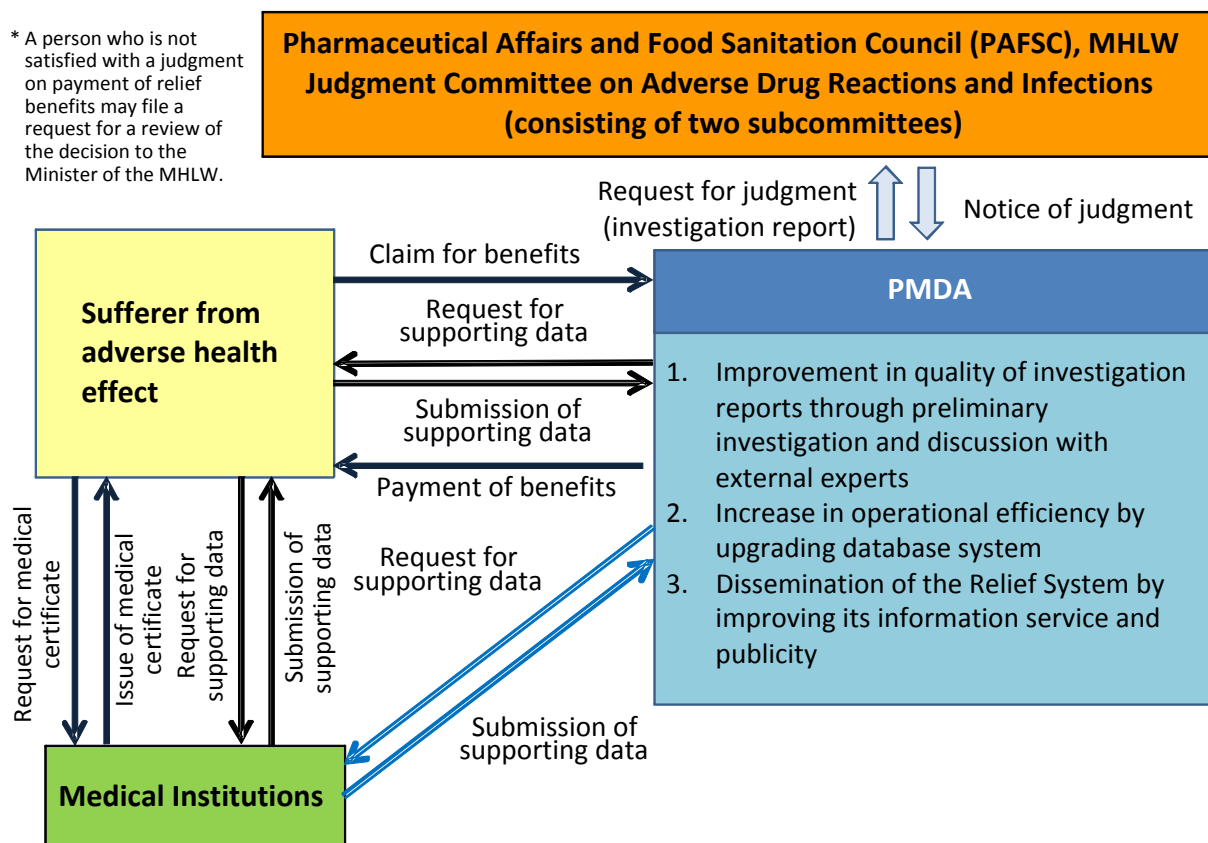 * A person who is not
satisfied with a judgment
on payment of relief
benefits may file a
request for a review of
the decision to the
Minister of the MHLW.
Pharmaceutical Affairs and Food Sanitation Council (PAFSC), MHLW
Judgment Committee on Adverse Drug Reactions and Infections
(consisting of two subcommittees)
Request for judgment
(investigation report)
Notice of judgment
Claim for benefits
Request for
supporting data
Submission of
supporting data
Payment of benefits
Sufferer from
adverse health
effect
PMDA
1. Improvement in quality of investigation
reports through preliminary
investigation and discussion with
external experts
2. Increase in operational efficiency by
upgrading database system
3. Dissemination of the Relief System by
improving its information service and
publicity
Request for medical
certificate
Issue of medical
certificate
Request for
supporting data
Submission of
supporting data
Request for
supporting data
Submission of
supporting data
Medical Institutions